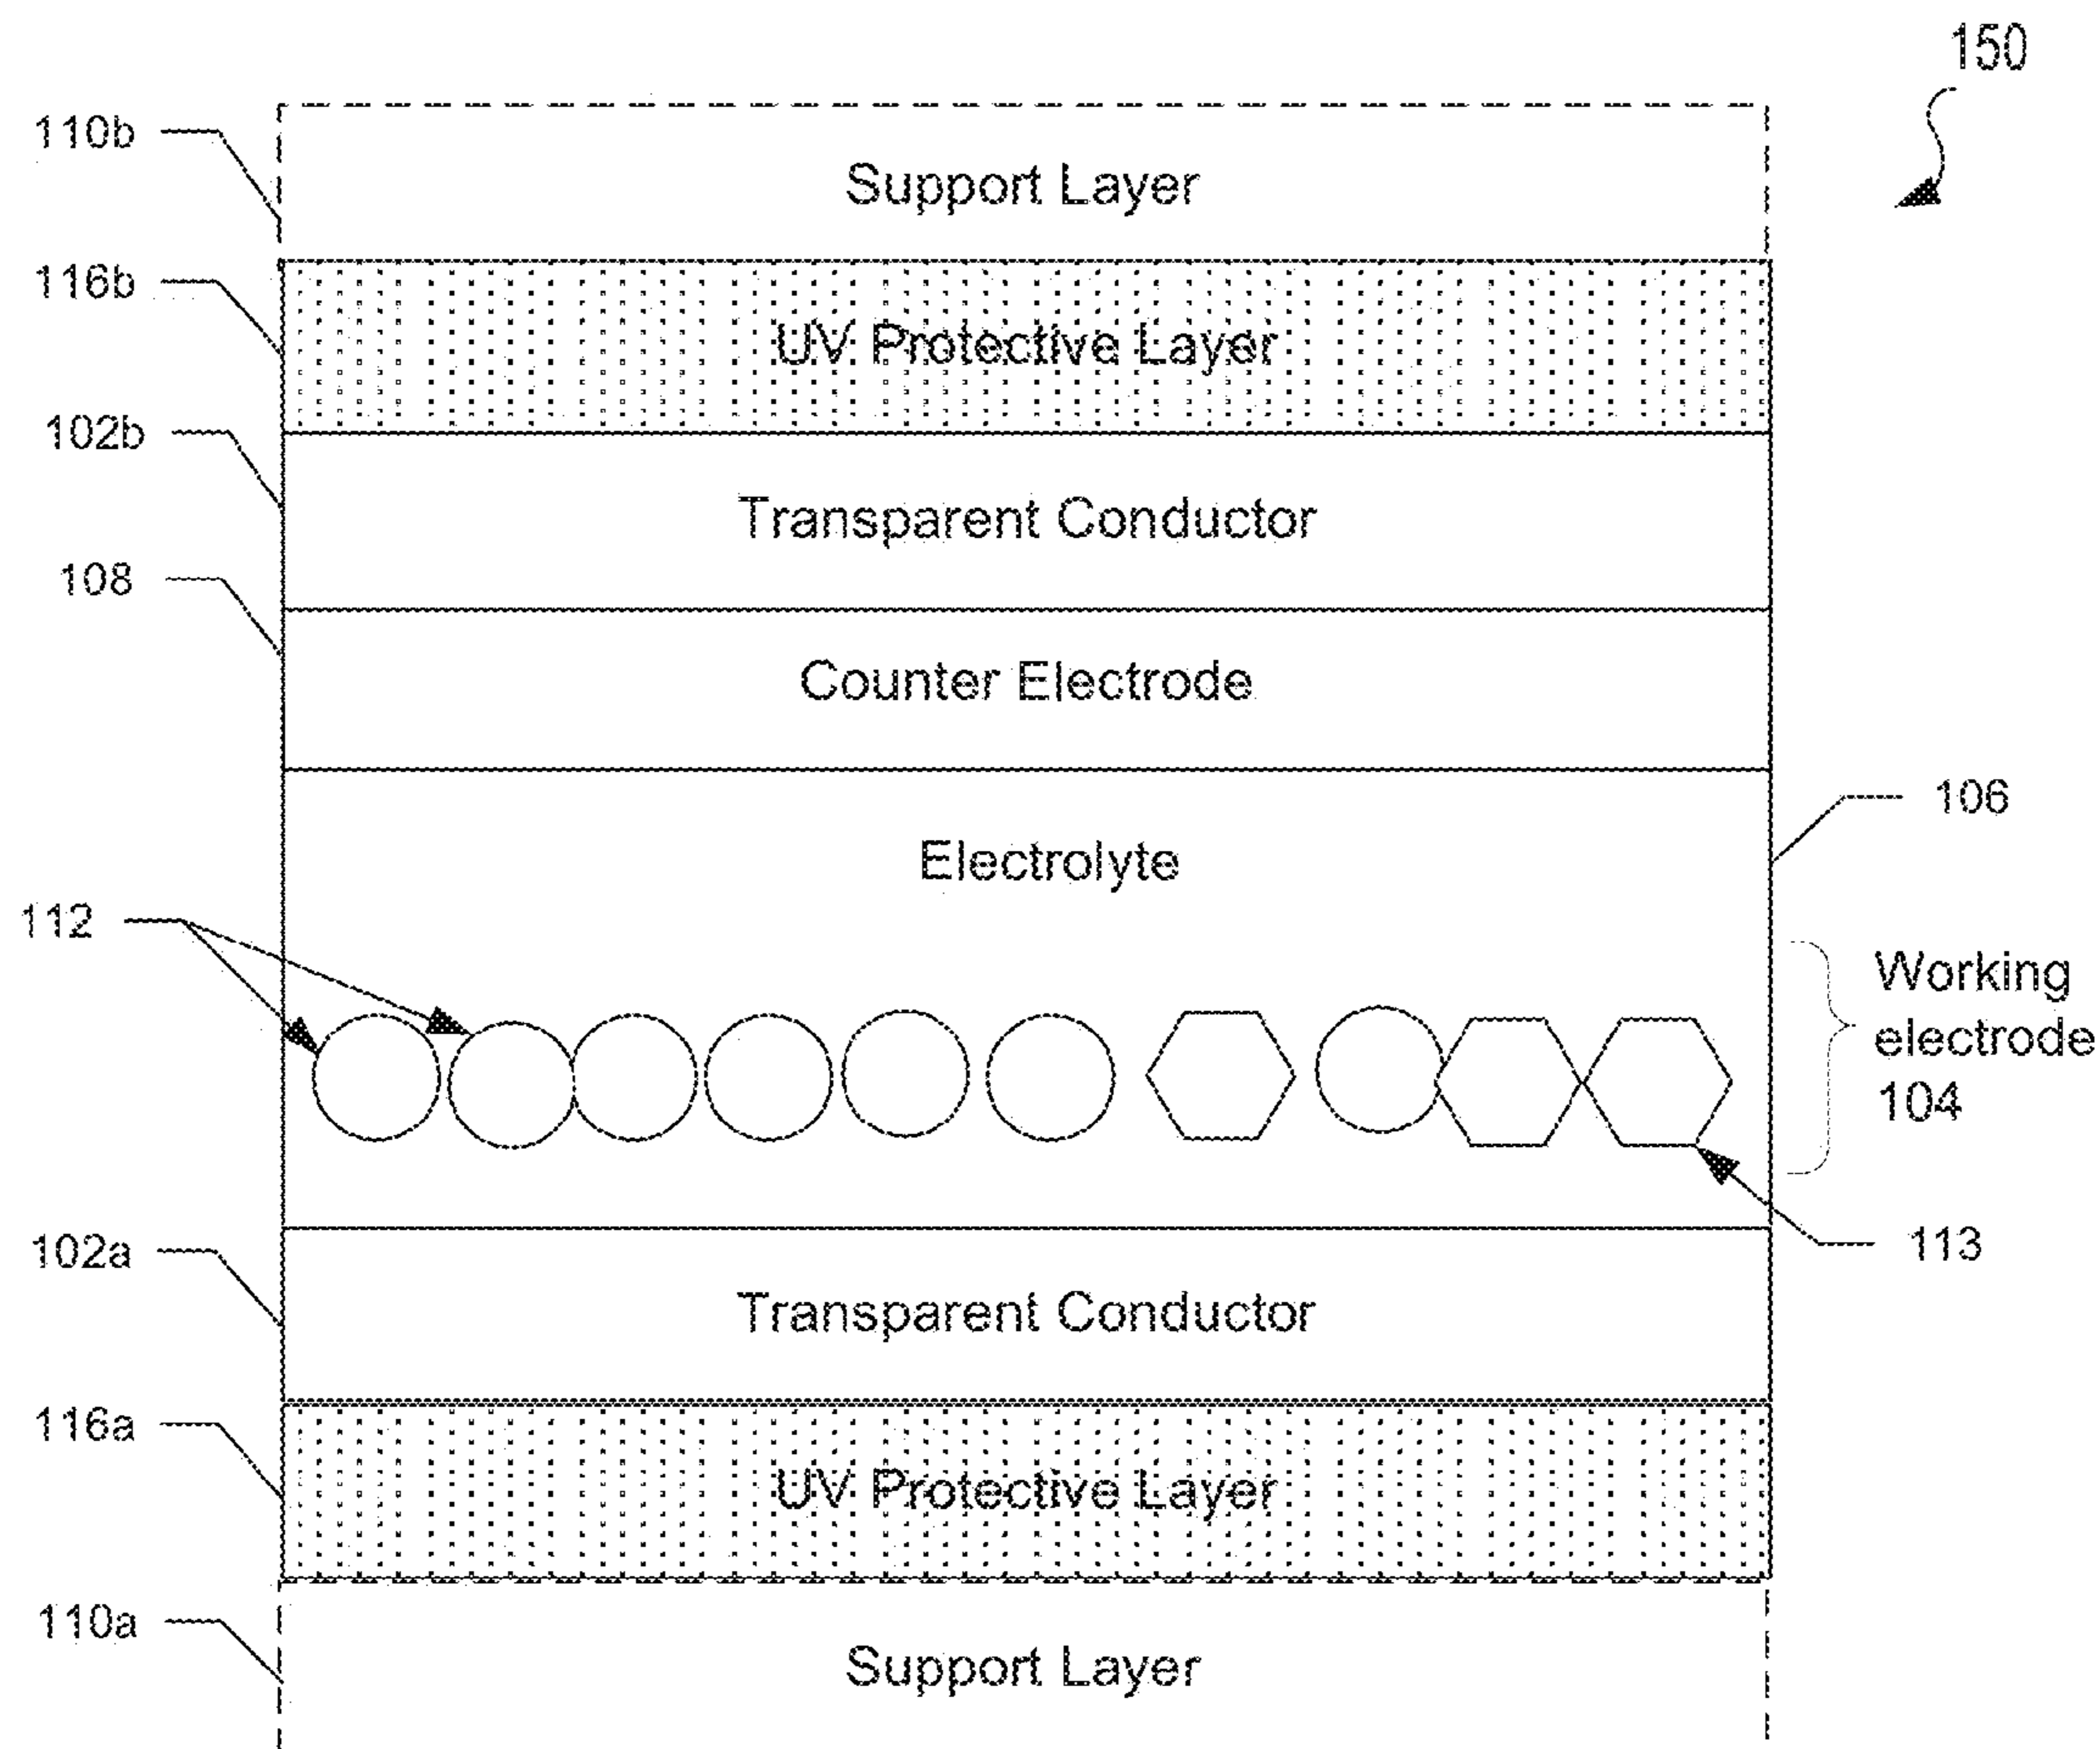 150
110b
Support Layer
116b
UV Protective Layer
102b
Transparent Conductor
108
Counter Electrode
106
Electrolyte
112
Working
electrode
104
102a
113
Transparent Conductor
116a
UV Protective Layer
110a
Support Layer